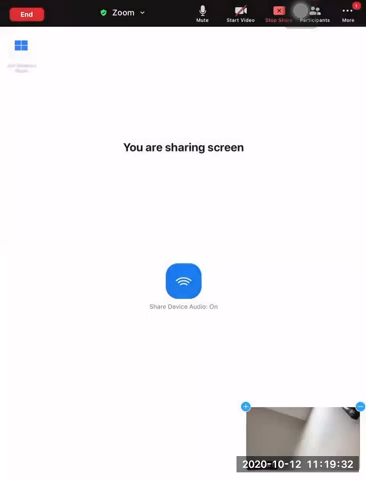 End
Zoom
Mute
Start Video
Stop Share
Participants
More
You are sharing screen
Share Device Audio: On
2020-10-12 11:19:32